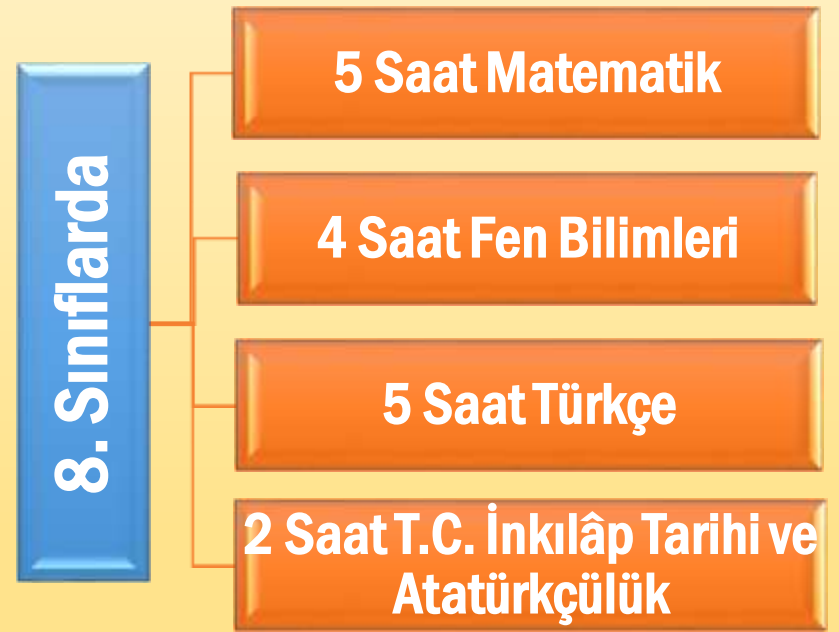 8. Sınıflarda
5 Saat Matematik
4 Saat Fen Bilimleri
5 Saat Türkçe
2 Saat T.C. İnkılâp Tarihi ve
Atatürkçülük